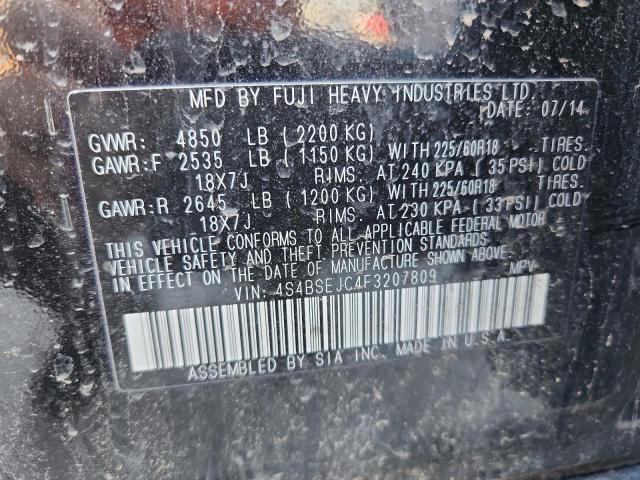 MFD BY FUJI HEAVY INDUSTRIES LTD.
DATE: 07/14
GVWR: 4850 LB (2200 KG)
GAWR:F 2535 LB (1150 KG) WITH 225/60R18 TIRES.
18X7J RIMS. AT 240 KPA (35 PSI) COLD
GAWR:R 2645 LB (1200 KG) WITH 225/60R18 TIRES.
18X7J RIMS. AT 230 KPA (33 PSI) COLD
THIS VEHICLE CONFORMS TO ALL APPLICABLE FEDERAL MOTOR
VEHICLE SAFETY AND THEFT PREVENTION STANDARDS
IN EFFECT ON THE DATE OF MANUFACTURE SHOWN ABOVE.
VIN: 4S4BSEJC4F3207809 MPV
ASSEMBLED BY SIA INC. MADE IN U.S.A.